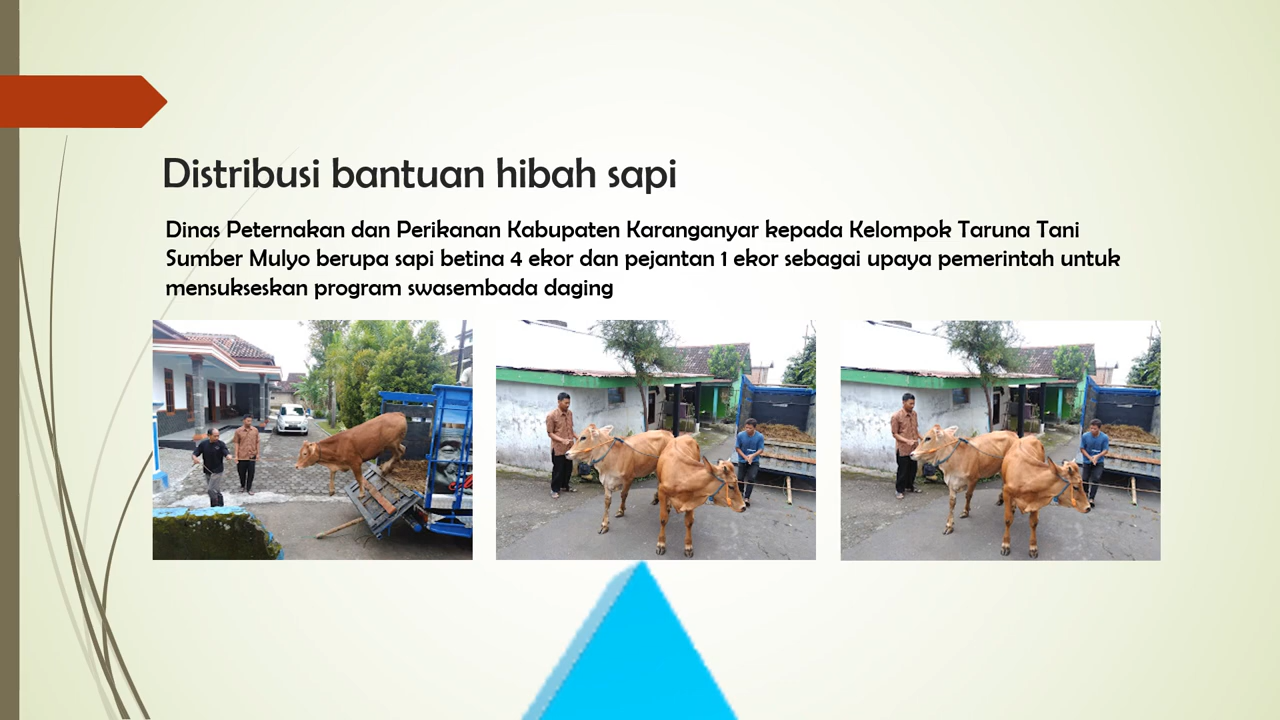 Distribusi bantuan hibah sapi
Dinas Peternakan dan Perikanan Kabupaten Karanganyar kepada Kelompok Taruna Tani
Sumber Mulyo berupa sapi betina 4 ekor dan pejantan 1 ekor sebagai upaya pemerintah untuk
mensukseskan program swasembada daging